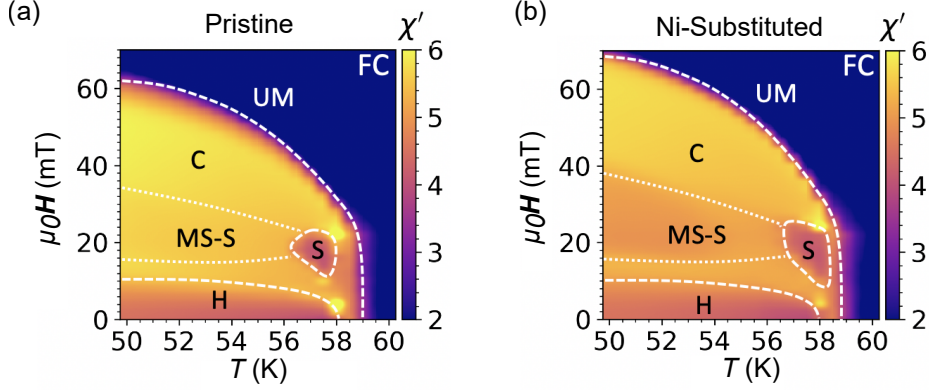 (a)
Pristine
χ′
FC
UM
C
MS-S
S
H
μ0H (mT)
60
40
20
0
50
52
54
56
58
60
T (K)
6
5
4
3
2
(b)
Ni-Substituted
χ′
FC
UM
C
MS-S
S
H
μ0H (mT)
60
40
20
0
50
52
54
56
58
60
T (K)
6
5
4
3
2